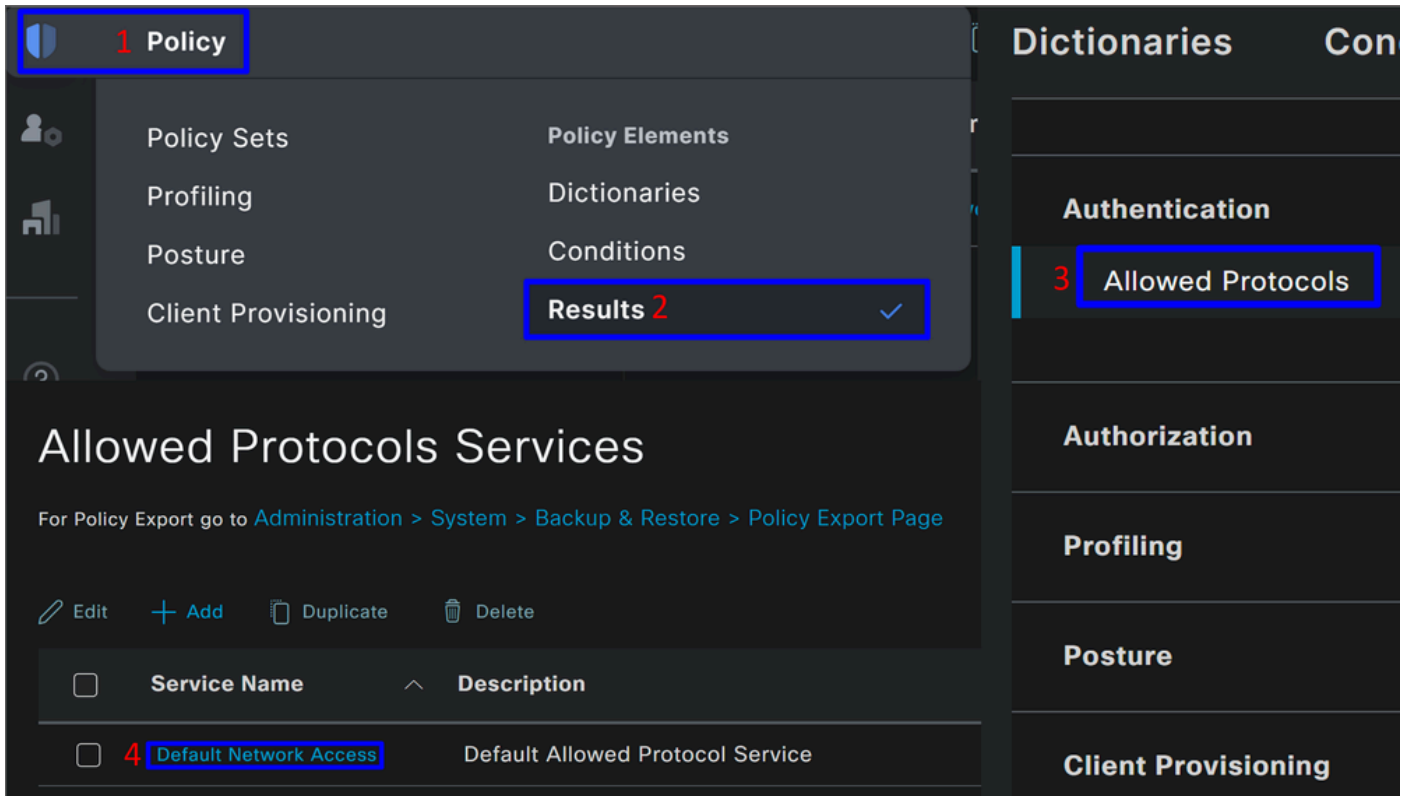 1 Policy
Policy Sets
Profiling
Posture
Client Provisioning
Policy Elements
Dictionaries
Conditions
Results 2
Dictionaries
Authentication
3 Allowed Protocols
Authorization
Profiling
Posture
Client Provisioning
Allowed Protocols Services
For Policy Export go to Administration > System > Backup & Restore > Policy Export Page
Edit Add Duplicate Delete
Service Name Description
4 Default Network Access Default Allowed Protocol Service